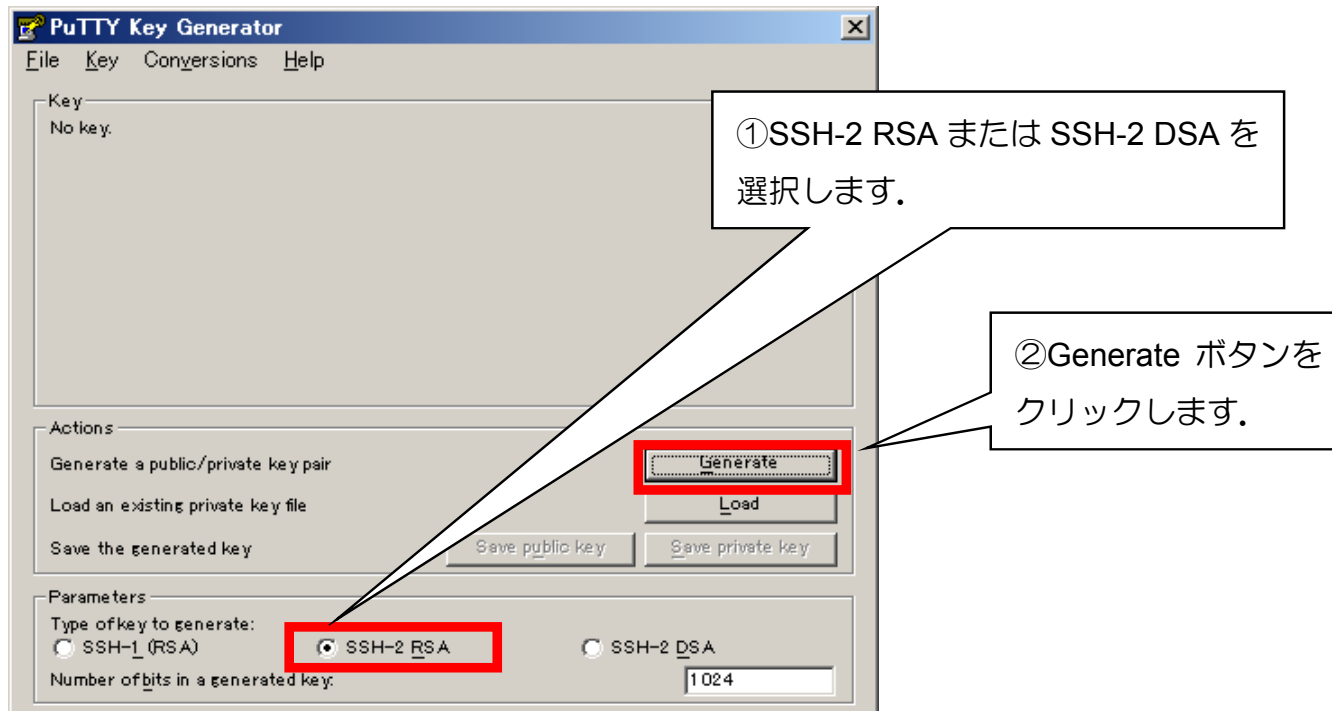 PuTTY Key Generator
File Key Conversions Help
Key
No key.
①SSH-2 RSA または SSH-2 DSA を
選択します．
②Generate ボタンを
クリックします．
Actions
Generate a public/private key pair
Generate
Load an existing private key file
Load
Save the generated key
Save public key
Save private key
Parameters
Type of key to generate:
SSH-1 (RSA)
SSH-2 RSA
SSH-2 DSA
Number of bits in a generated key:
1024